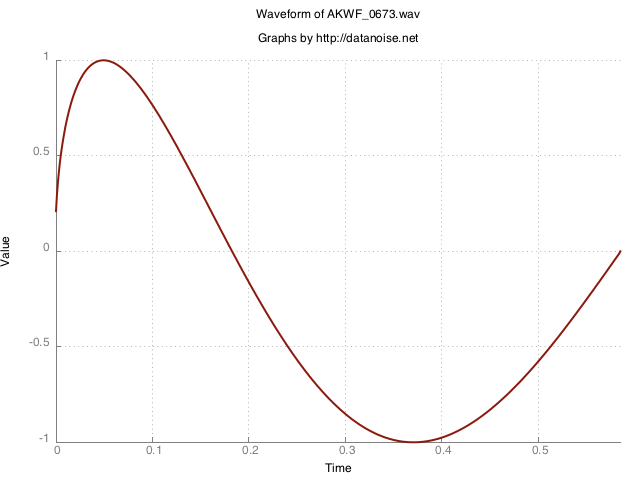 Waveform of AKWF_0673.wav
Graphs by http://datanoise.net
1
0.5
0
-0.5
-1
Value
0 0.1 0.2 0.3 0.4 0.5
Time